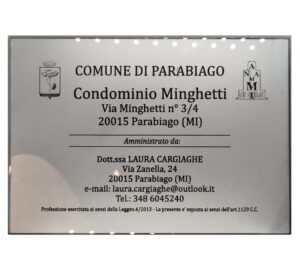 COMUNE DI PARABIAGO
ANAMMI
Condominio Minghetti
Via Minghetti n° 3/4
20015 Parabiago (MI)
Amministrato da:
Dott.ssa LAURA CARGIAGHE
Via Zanella, 24
20015 Parabiago (MI)
e-mail: laura.cargiaghe@outlook.it
Tel.: 348 6045240
Professione esercitata ai sensi della Leggen.4/2013 - La presente e' esposta ai sensi dell'art.1129 C.C.